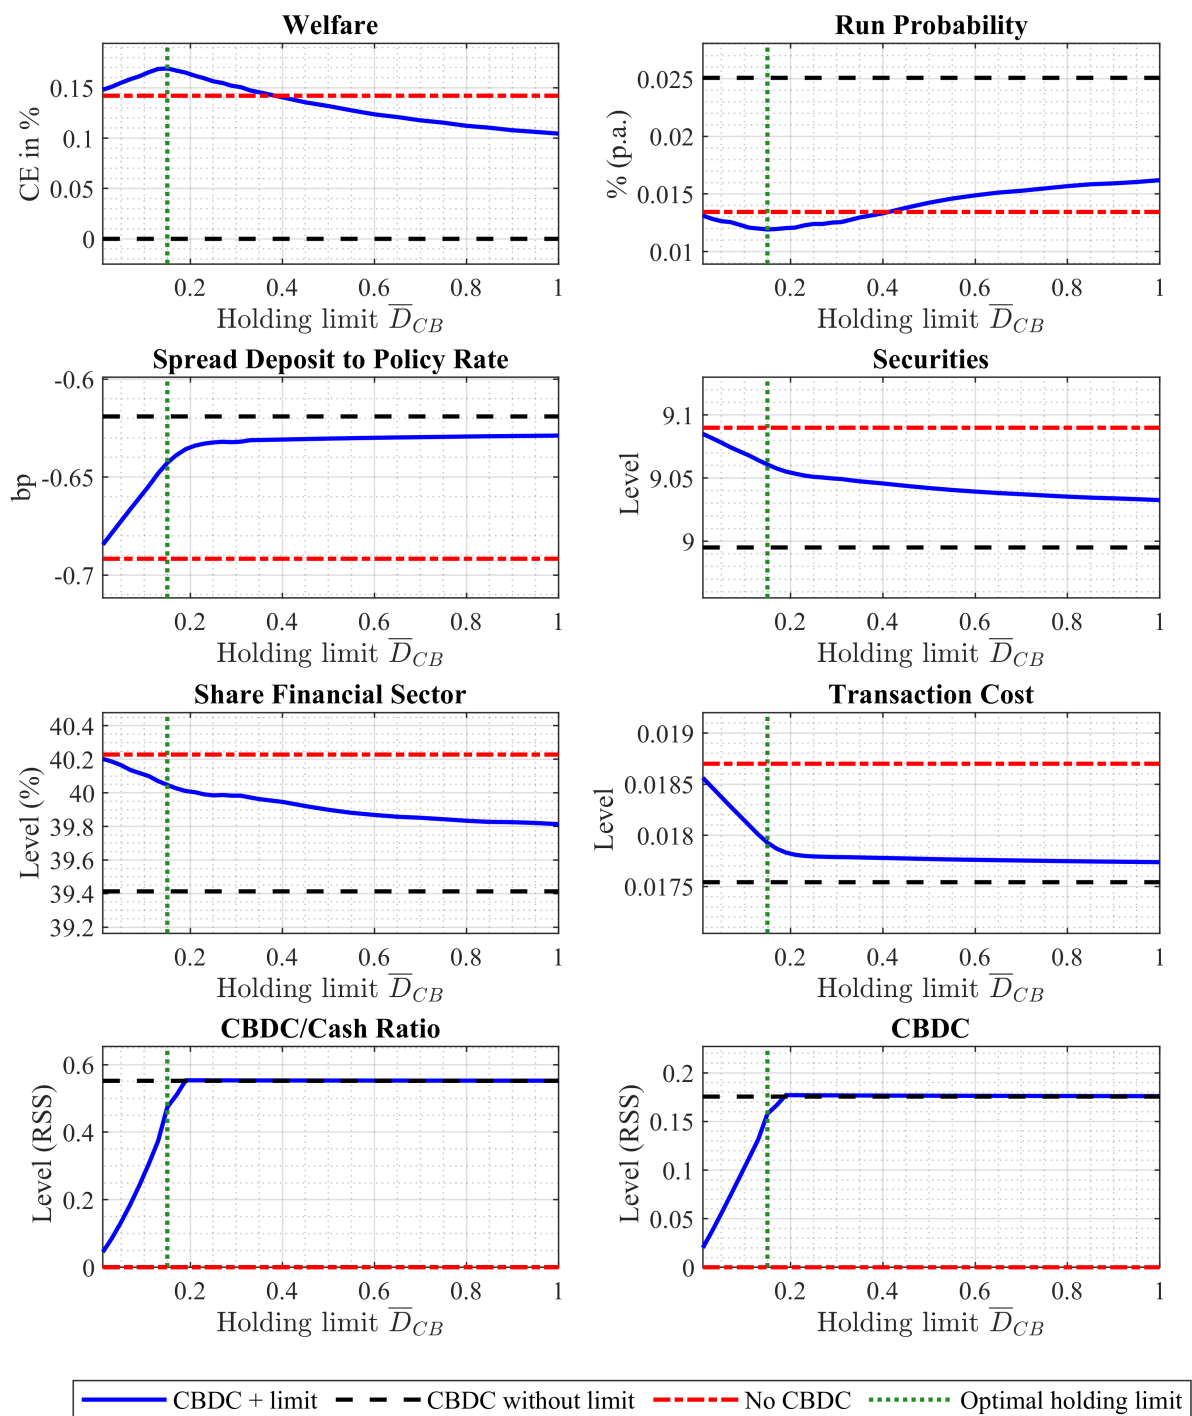 Welfare
CE in %
0.15
0.1
0.05
0
0.2 0.4 0.6 0.8 1
Holding limit D̅_CB
Run Probability
% (p.a.)
0.025
0.02
0.015
0.01
0.2 0.4 0.6 0.8 1
Holding limit D̅_CB
Spread Deposit to Policy Rate
bp
-0.6
-0.65
-0.7
0.2 0.4 0.6 0.8 1
Holding limit D̅_CB
Securities
Level
9.1
9.05
9
0.2 0.4 0.6 0.8 1
Holding limit D̅_CB
Share Financial Sector
Level (%)
40.4
40.2
40
39.8
39.6
39.4
39.2
0.2 0.4 0.6 0.8 1
Holding limit D̅_CB
Transaction Cost
Level
0.019
0.0185
0.018
0.0175
0.2 0.4 0.6 0.8 1
Holding limit D̅_CB
CBDC/Cash Ratio
Level (RSS)
0.6
0.4
0.2
0
0.2 0.4 0.6 0.8 1
Holding limit D̅_CB
CBDC
Level (RSS)
0.2
0.15
0.1
0.05
0
0.2 0.4 0.6 0.8 1
Holding limit D̅_CB
CBDC + limit CBDC without limit No CBDC Optimal holding limit